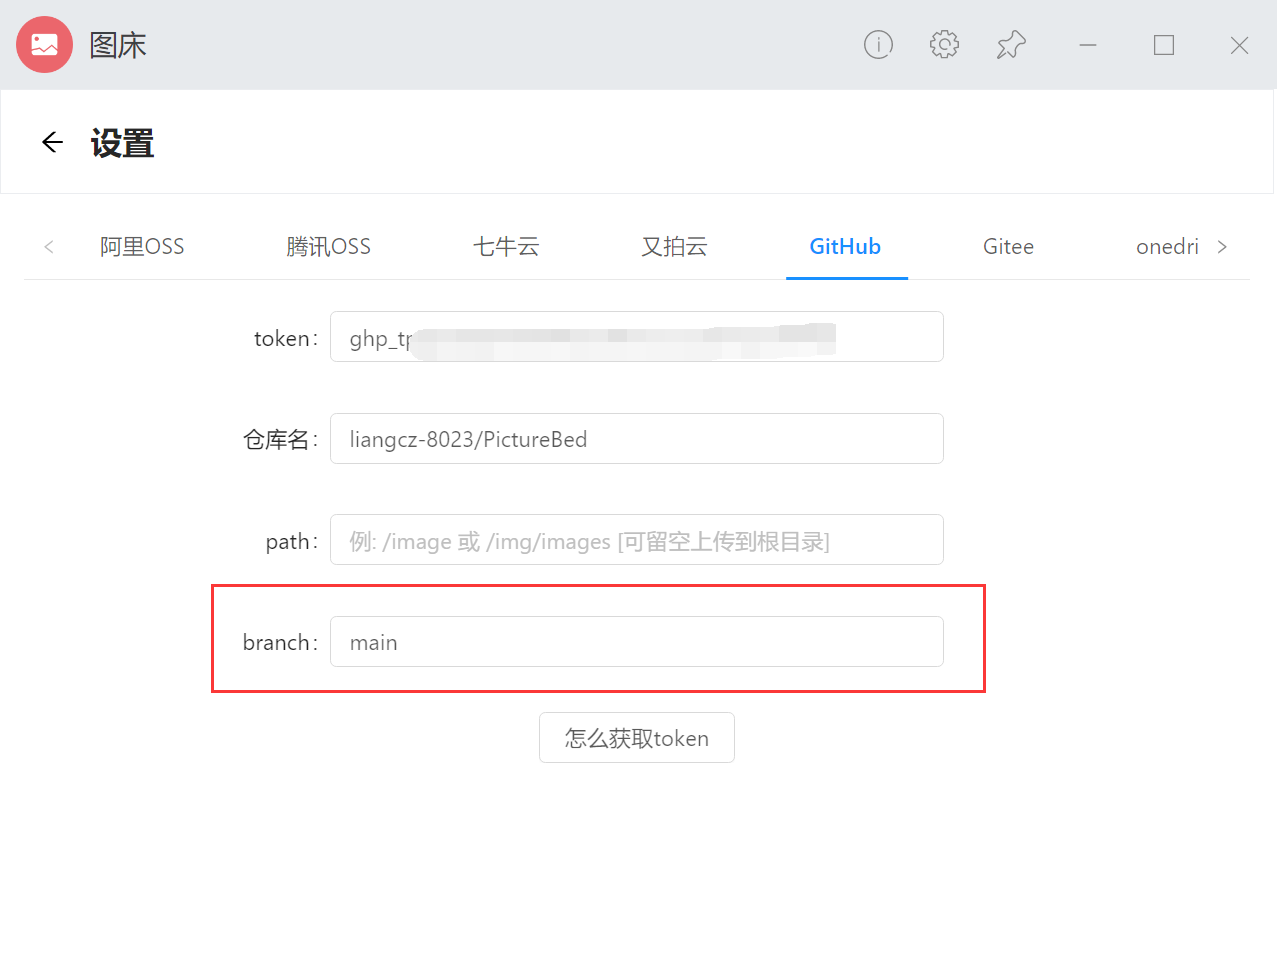 图床
设置
阿里OSS 腾讯OSS 七牛云 又拍云 GitHub Gitee onedri
token: ghp_tp
仓库名: liangcz-8023/PictureBed
path: 例: /image 或 /img/images [可留空上传到根目录]
branch: main
怎么获取token